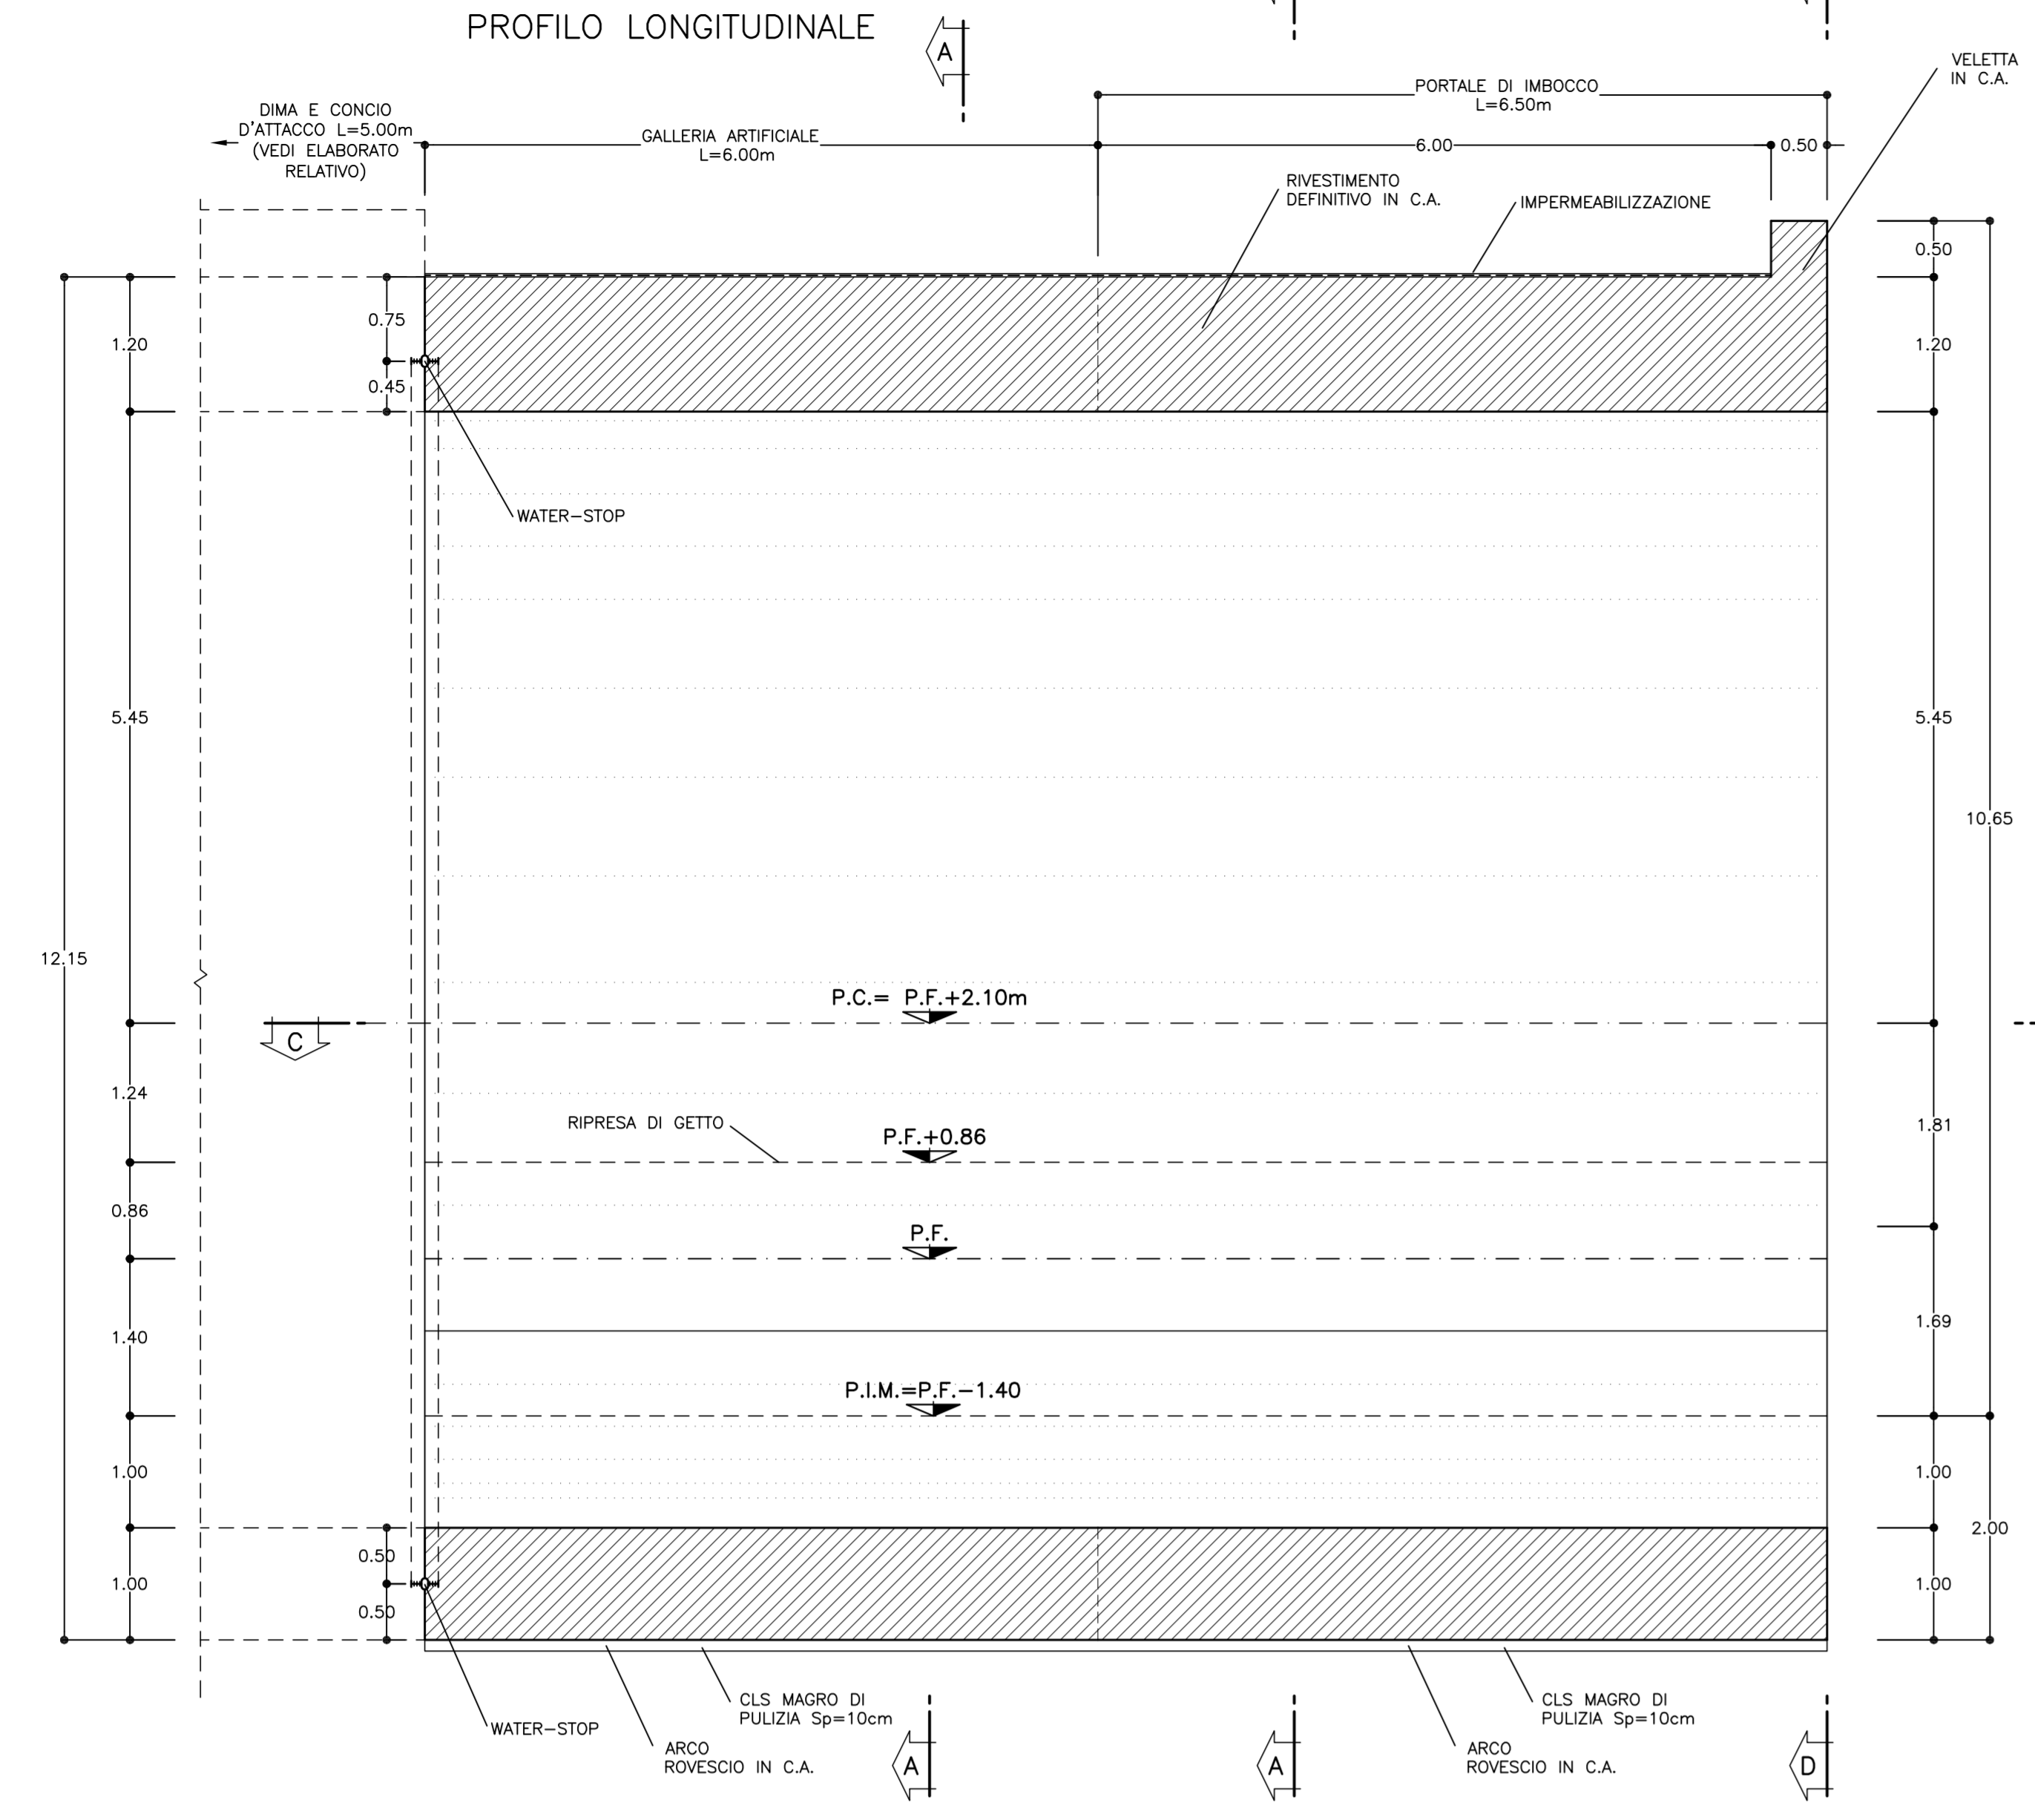 PROFILO LONGITUDINALE
A
VELETTA
IN C.A.
PORTALE DI IMBOCCO
L=6.50m
DIMA E CONCIO
D'ATTACCO L=5.00m
(VEDI ELABORATO
RELATIVO)
GALLERIA ARTIFICIALE
L=6.00m
6.00
0.50
RIVESTIMENTO
DEFINITIVO IN C.A.
IMPERMEABILIZZAZIONE
0.50
0.75
1.20
1.20
0.45
WATER-STOP
5.45
5.45
10.65
12.15
P.C.= P.F.+2.10m
C
1.24
RIPRESA DI GETTO
P.F.+0.86
1.81
0.86
P.F.
1.40
1.69
P.I.M.=P.F.-1.40
1.00
1.00
0.50
2.00
1.00
1.00
0.50
WATER-STOP
CLS MAGRO DI
PULIZIA Sp=10cm
ARCO
ROVESCIO IN C.A.
CLS MAGRO DI
PULIZIA Sp=10cm
ARCO
ROVESCIO IN C.A.
A
A
D